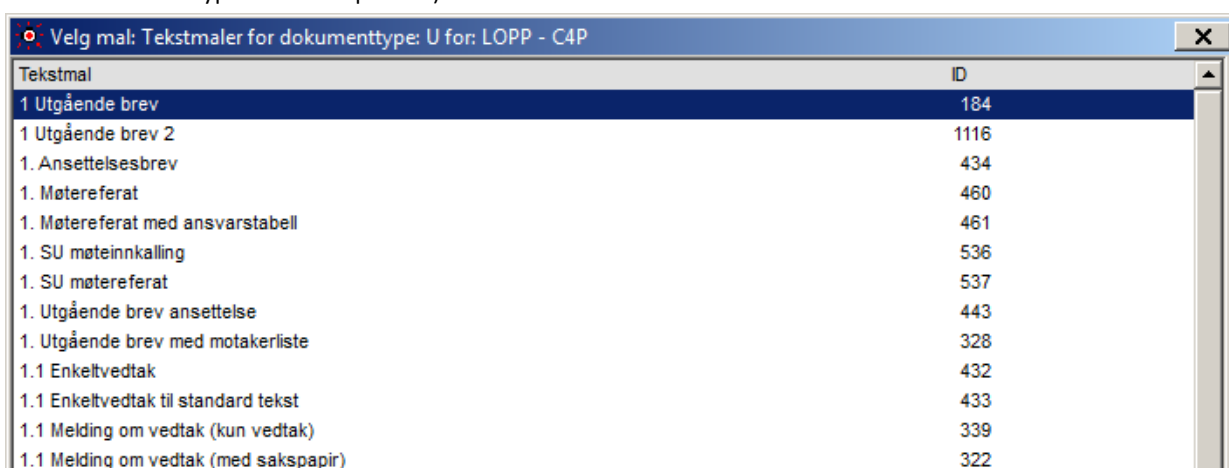 Velg mal: Tekstmaler for dokumenttype: U for: LOPP - C4P
Tekstmal ID
1 Utgående brev 184
1 Utgående brev 2 1116
1. Ansettelsesbrev 434
1. Møtereferat 460
1. Møtereferat med ansvarstabell 461
1. SU møteinnkalling 536
1. SU møtereferat 537
1. Utgående brev ansettelse 443
1. Utgående brev med motakerliste 328
1.1 Enkeltvedtak 432
1.1 Enkeltvedtak til standard tekst 433
1.1 Melding om vedtak (kun vedtak) 339
1.1 Melding om vedtak (med sakspapir) 322